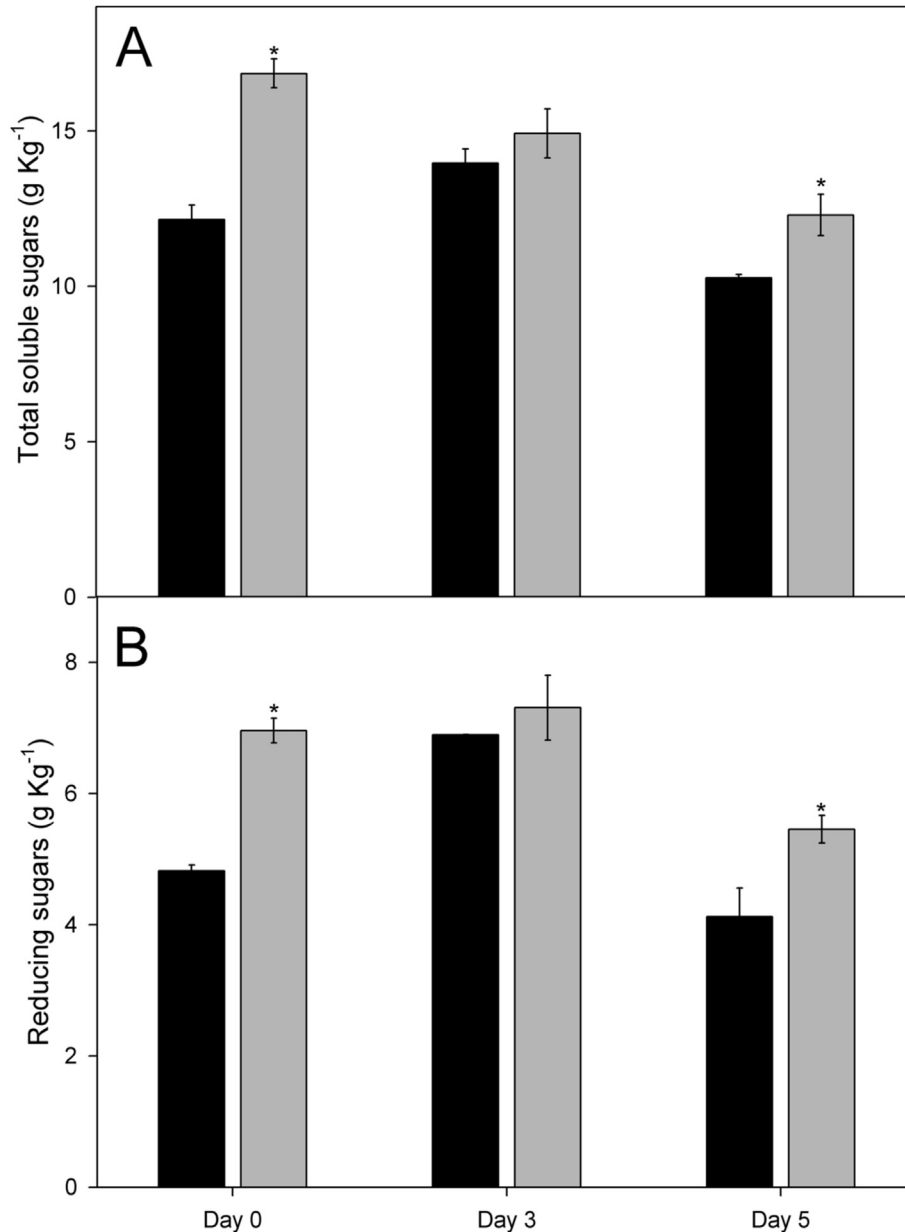 A
*
*
Total soluble sugars (g Kg⁻¹)
15
10
5
0
B
*
*
Reducing sugars (g Kg⁻¹)
8
6
4
2
0
Day 0
Day 3
Day 5